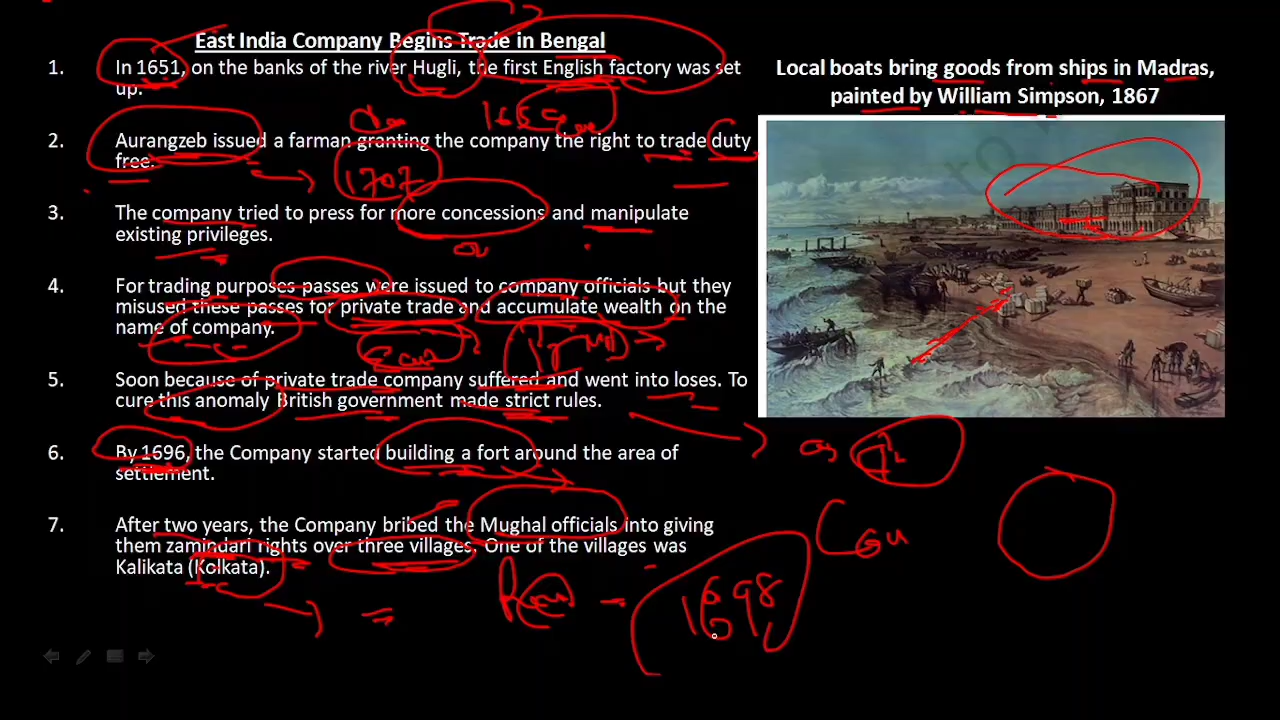 East India Company Begins Trade in Bengal
1. In 1651, on the banks of the river Hugli, the first English factory was set
up.
2. Aurangzeb issued a farman granting the company the right to trade duty
free.
1707
3. The company tried to press for more concessions and manipulate
existing privileges.
4. For trading purposes passes were issued to company officials but they
misused these passes for private trade and accumulate wealth on the
name of company.
5. Soon because of private trade company suffered and went into loses. To
cure this anomaly British government made strict rules.
6. By 1696, the Company started building a fort around the area of
settlement.
7. After two years, the Company bribed the Mughal officials into giving
them zamindari rights over three villages. One of the villages was
Kalikata (Kolkata).
1698
Local boats bring goods from ships in Madras,
painted by William Simpson, 1867